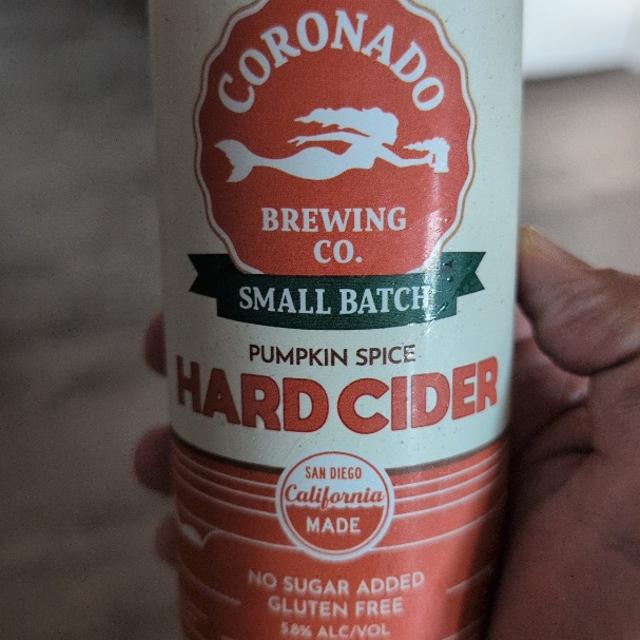 CORONADO
BREWING
CO.
SMALL BATCH
PUMPKIN SPICE
HARD CIDER
SAN DIEGO
California
MADE
NO SUGAR ADDED
GLUTEN FREE
5.8% ALC/VOL